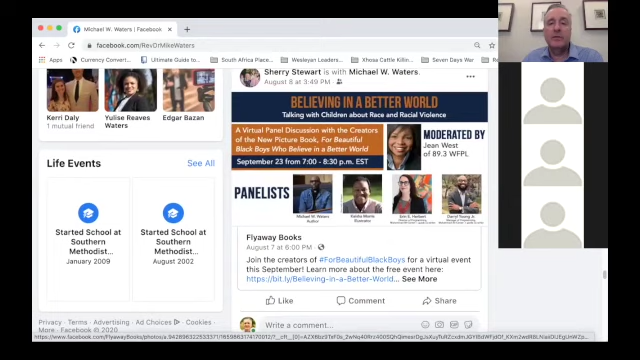 Michael W. Waters | Facebook
facebook.com/RevDrMikeWaters
Apps
Currency Convert...
Ultimate Guide to...
South Africa Place...
Wesleyan Leaders...
Xhosa Cattle Killin...
Seven Days War
Other Bookmarks
Kerri Daly
1 mutual friend
Yulise Reaves
Waters
Edgar Bazan
Life Events
See All
Started School at
Southern
Methodist...
January 2009
Started School at
Southern
Methodist...
August 2002
Privacy · Terms · Advertising · Ad Choices · Cookies ·
More · Facebook © 2020
Sherry Stewart is with Michael W. Waters.
August 8 at 3:49 PM
BELIEVING IN A BETTER WORLD
Talking with Children about Race and Racial Violence
A Virtual Panel Discussion with the Creators
of the New Picture Book, For Beautiful
Black Boys Who Believe in a Better World
September 23 from 7:00 - 8:30 p.m. EST
MODERATED BY
Jean West
of 89.3 WFPL
PANELISTS
Michael W. Waters
Author
Keisha Morris
Illustrator
Flyaway Books
August 7 at 6:00 PM
Join the creators of #ForBeautifulBlackBoys for a virtual event
this September! Learn more about the free event here:
https://bit.ly/Believing-in-a-Better-World... See More
Like
Comment
Share
Write a comment...